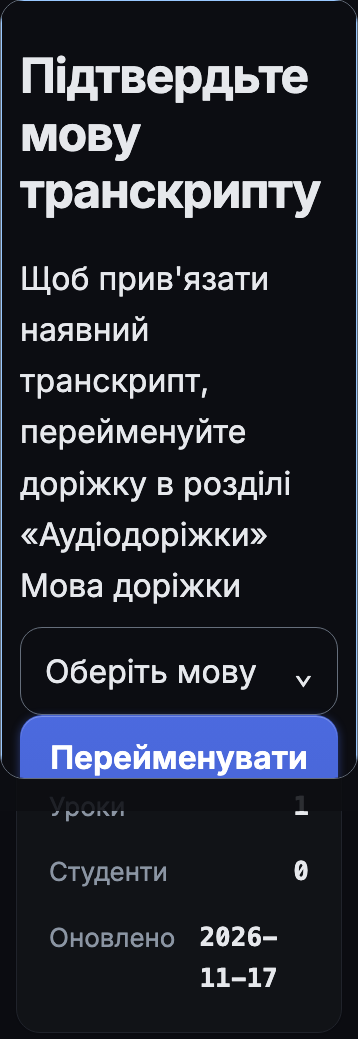 Підтвердьте
мову
транскрипту
Щоб прив'язати
наявний
транскрипт,
перейменуйте
доріжку в розділі
«Аудіодоріжки»
Мова доріжки
Оберіть мову
Перейменувати
Уроки 1
Студенти 0
Оновлено 2026–
11–17